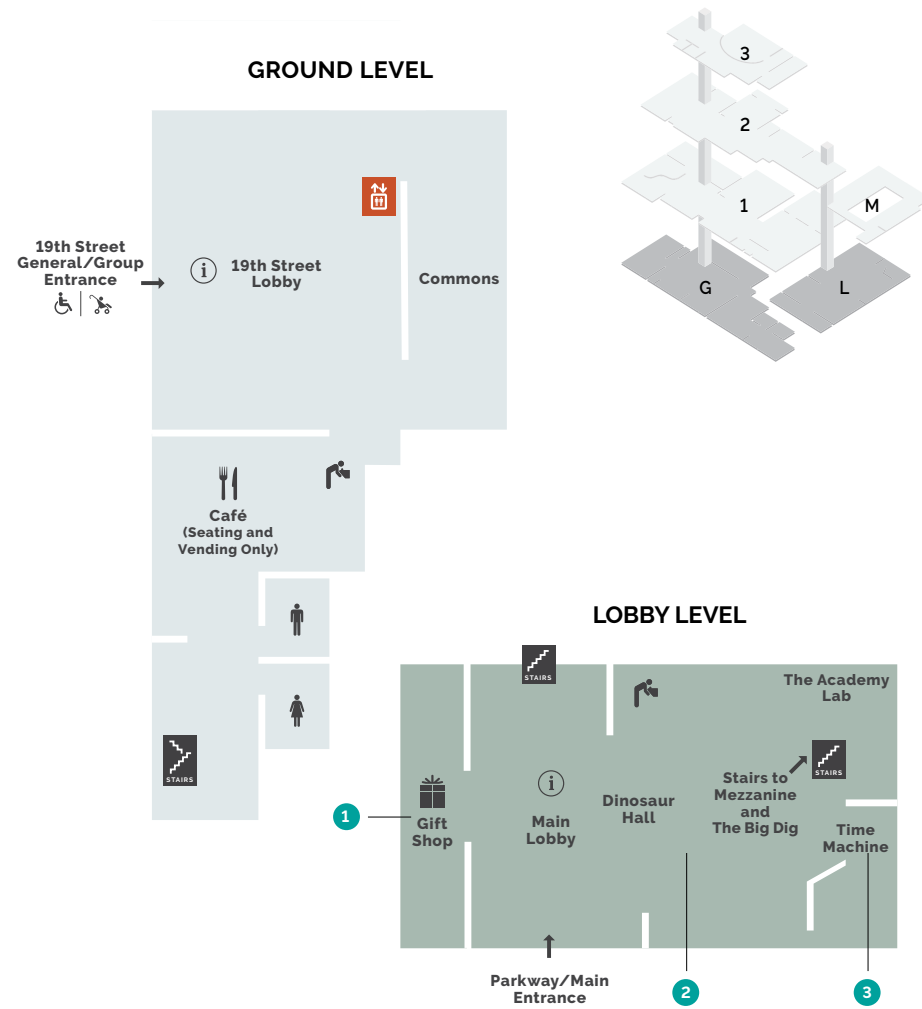 GROUND LEVEL
3
2
1
M
G
L
19th Street
General/Group
Entrance
i
19th Street
Lobby
Commons
Café
(Seating and
Vending Only)
STAIRS
LOBBY LEVEL
STAIRS
The Academy
Lab
STAIRS
Stairs to
Mezzanine
and
The Big Dig
i
Main
Lobby
Dinosaur
Hall
1
Gift
Shop
Time
Machine
Parkway/Main
Entrance
2
3